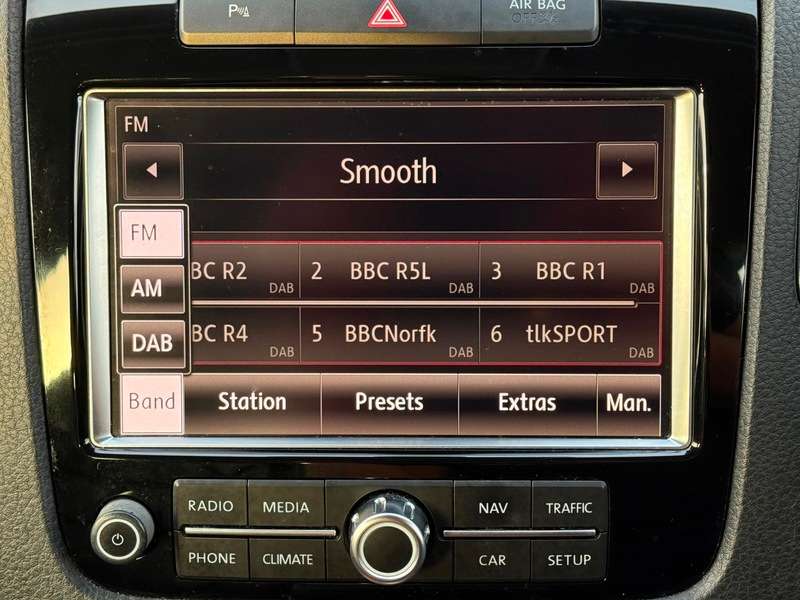 P
AIR BAG
OFF
FM
Smooth
FM
BC R2 DAB 2 BBC R5L DAB 3 BBC R1 DAB
AM
DAB
BC R4 DAB 5 BBCNorfk DAB 6 tlkSPORT DAB
Band Station Presets Extras Man.
RADIO MEDIA NAV TRAFFIC
PHONE CLIMATE CAR SETUP